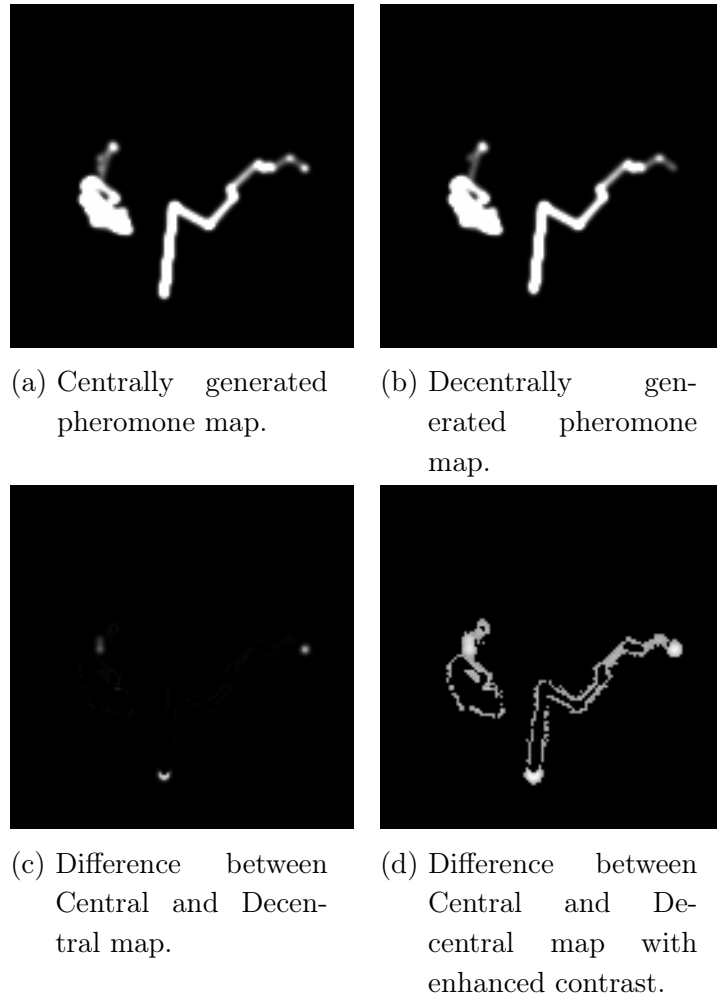 (a) Centrally generated
pheromone map.
(b) Decentrally gen-
erated pheromone
map.
(c) Difference between
Central and Decen-
tral map.
(d) Difference between
Central and De-
central map with
enhanced contrast.